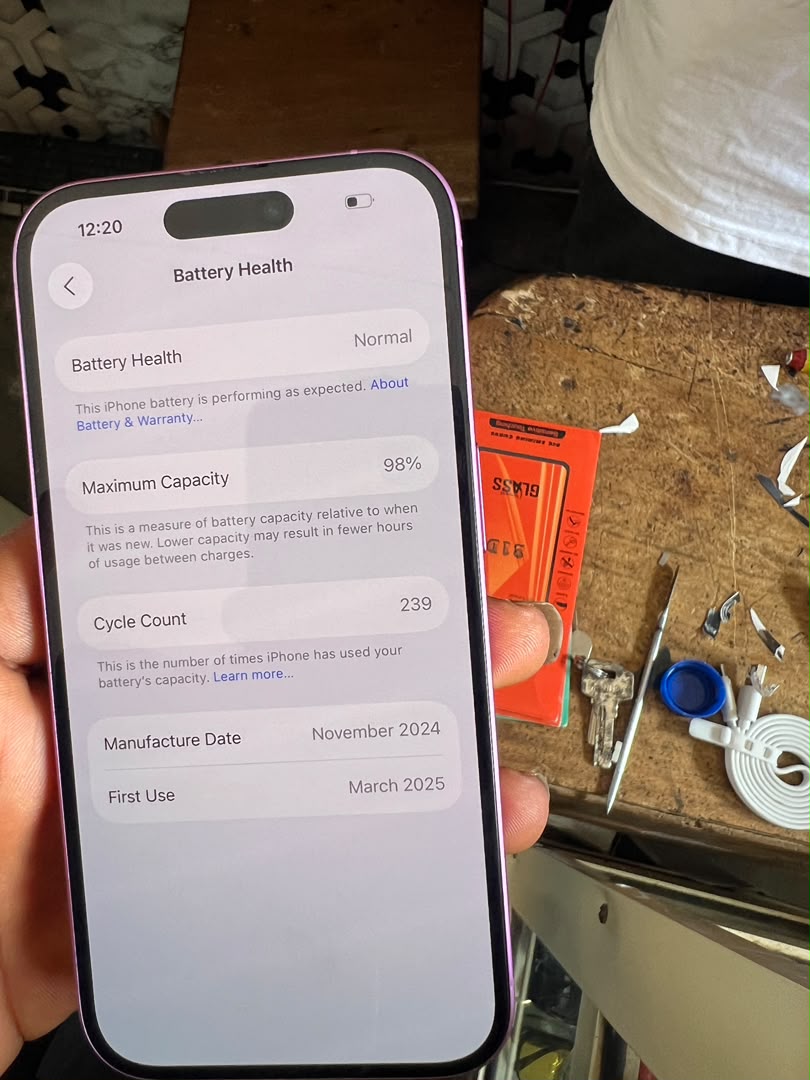 12:20
Battery Health
Battery Health Normal
This iPhone battery is performing as expected. About
Battery & Warranty...
Maximum Capacity 98%
This is a measure of battery capacity relative to when
it was new. Lower capacity may result in fewer hours
of usage between charges.
Cycle Count 239
This is the number of times iPhone has used your
battery's capacity. Learn more...
Manufacture Date November 2024
First Use March 2025
Sensitive Touching
GLASS